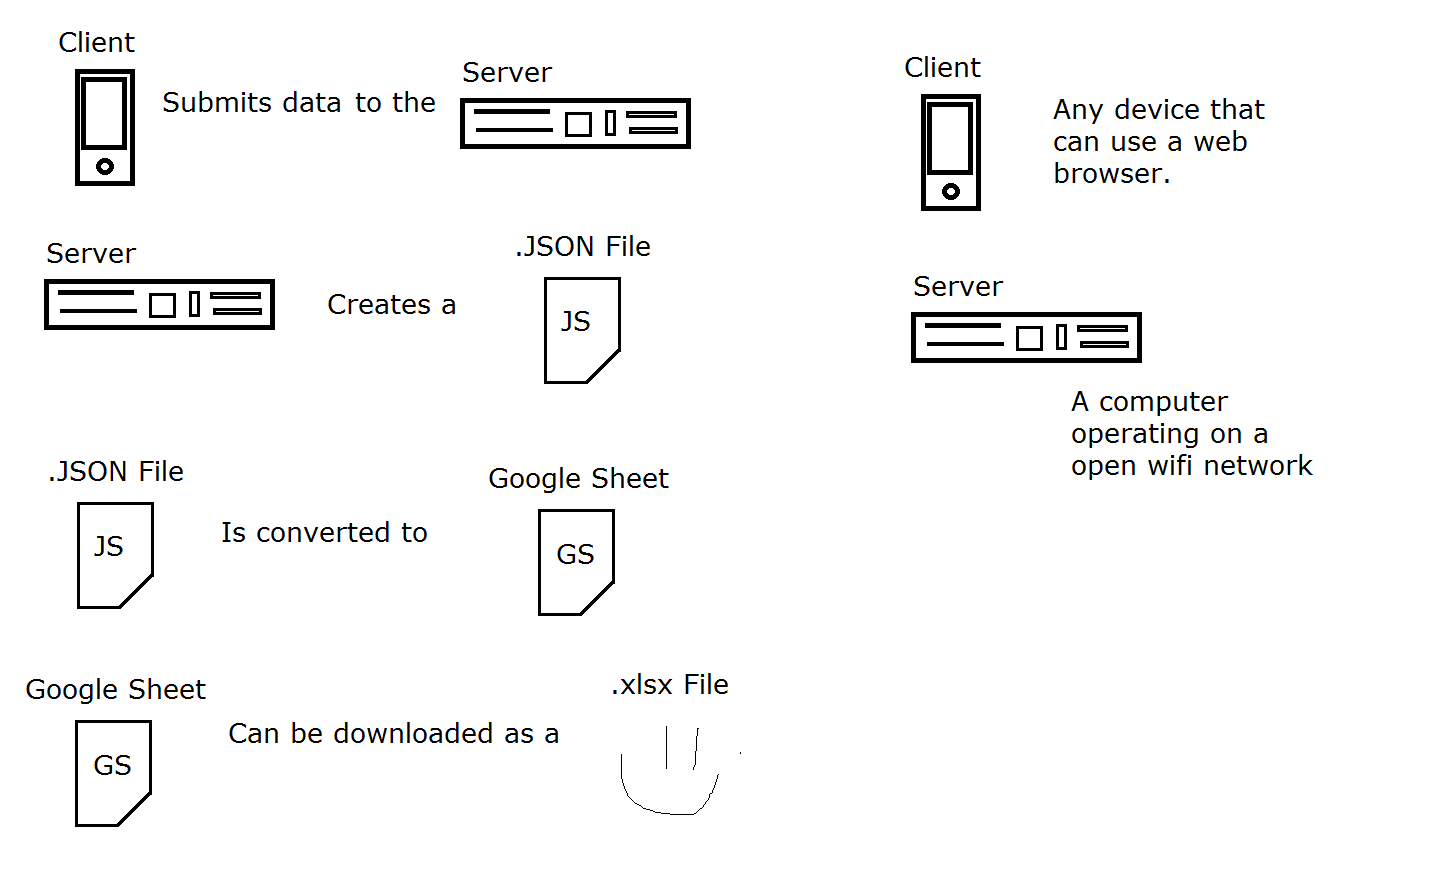 Client
Submits data to the
Server
Server
Creates a
.JSON File
JS
.JSON File
JS
Is converted to
Google Sheet
GS
Google Sheet
GS
Can be downloaded as a
.xlsx File
Client
Any device that
can use a web
browser.
Server
A computer
operating on a
open wifi network